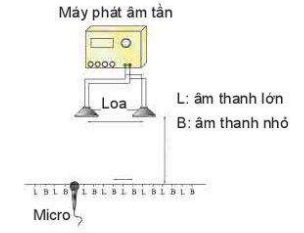 Máy phát âm tần
Loa
L: âm thanh lớn
B: âm thanh nhỏ
L B L B L B L B L B L B L B
Micro